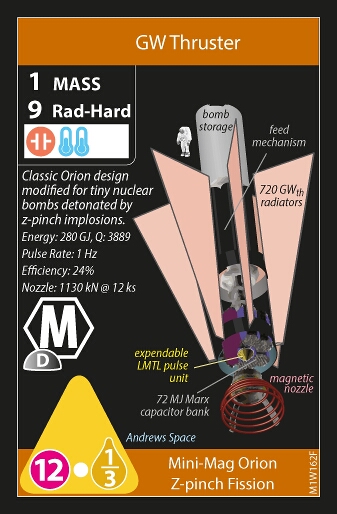 GW Thruster
1 MASS
9 Rad-Hard
Classic Orion design
modified for tiny nuclear
bombs detonated by
z-pinch implosions.
Energy: 280 GJ, Q: 3889
Pulse Rate: 1 Hz
Efficiency: 24%
Nozzle: 1130 kN @ 12 ks
bomb
storage
feed
mechanism
720 GWth
radiators
M
D
expendable
LMTL pulse
unit
magnetic
nozzle
72 MJ Marx
capacitor bank
Andrews Space
12 • 1/3
Mini-Mag Orion
Z-pinch Fission
M1W162F